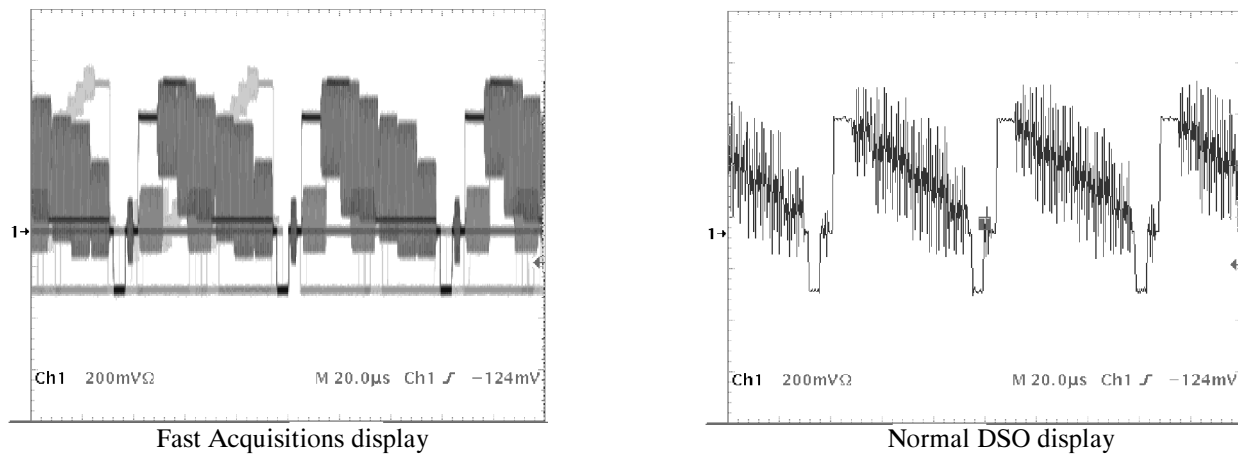 1→
Ch1 200mVΩ M 20.0µs Ch1 ƒ −124mV
Fast Acquisitions display
1→
Ch1 200mVΩ M 20.0µs Ch1 ƒ −124mV
Normal DSO display